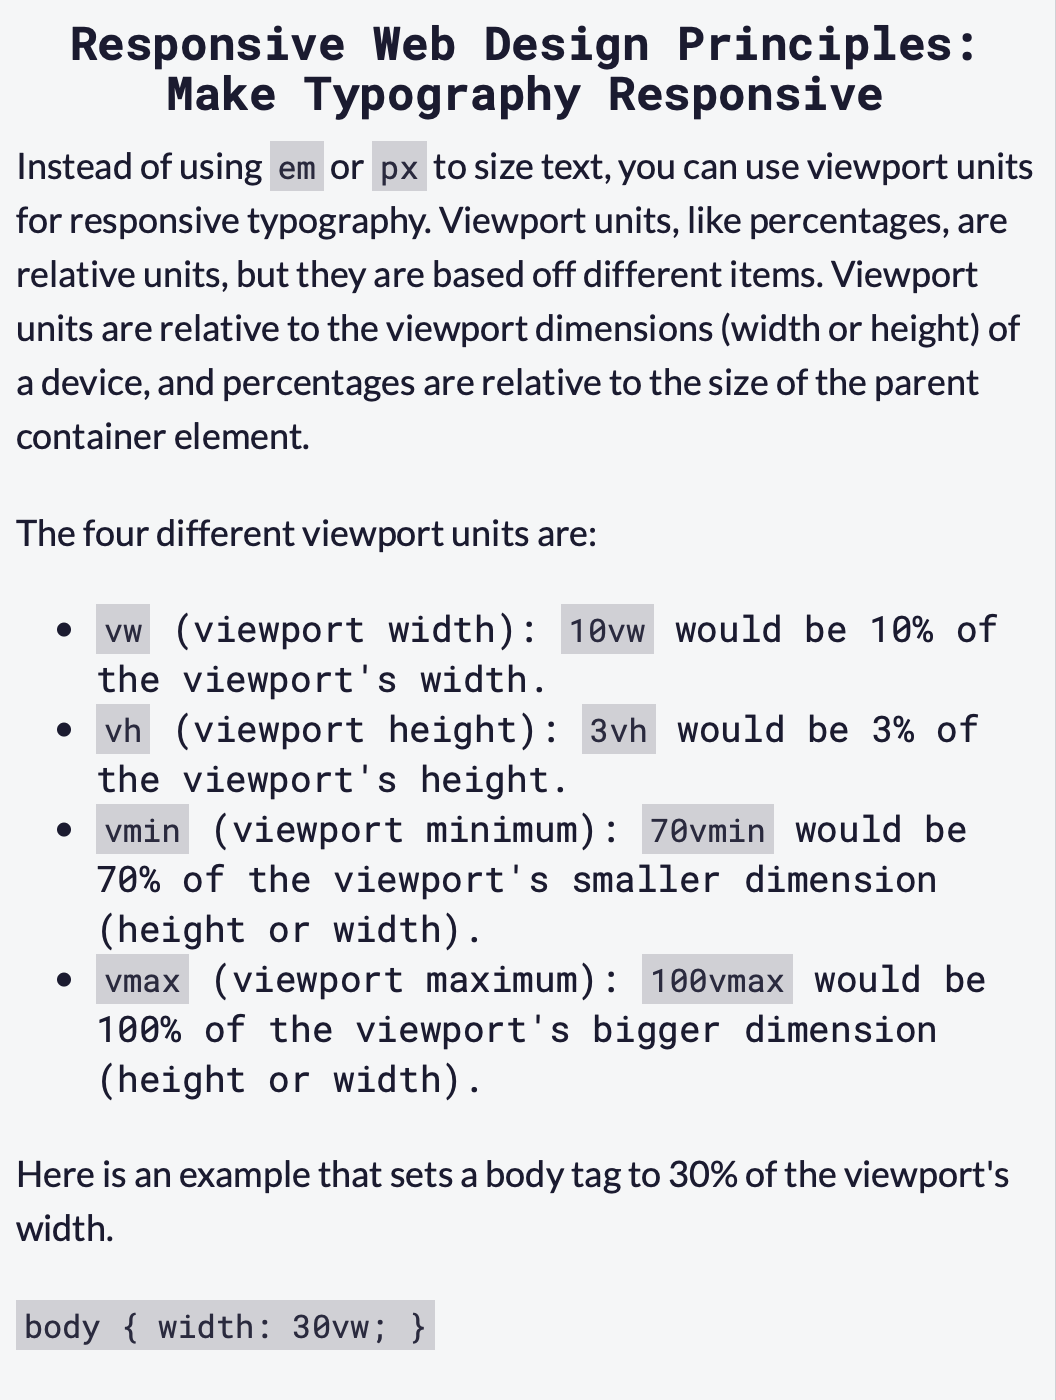 Responsive Web Design Principles:
Make Typography Responsive
Instead of using em or px to size text, you can use viewport units
for responsive typography. Viewport units, like percentages, are
relative units, but they are based off different items. Viewport
units are relative to the viewport dimensions (width or height) of
a device, and percentages are relative to the size of the parent
container element.
The four different viewport units are:
• vw (viewport width): 10vw would be 10% of
the viewport's width.
• vh (viewport height): 3vh would be 3% of
the viewport's height.
• vmin (viewport minimum): 70vmin would be
70% of the viewport's smaller dimension
(height or width).
• vmax (viewport maximum): 100vmax would be
100% of the viewport's bigger dimension
(height or width).
Here is an example that sets a body tag to 30% of the viewport's
width.
body { width: 30vw; }